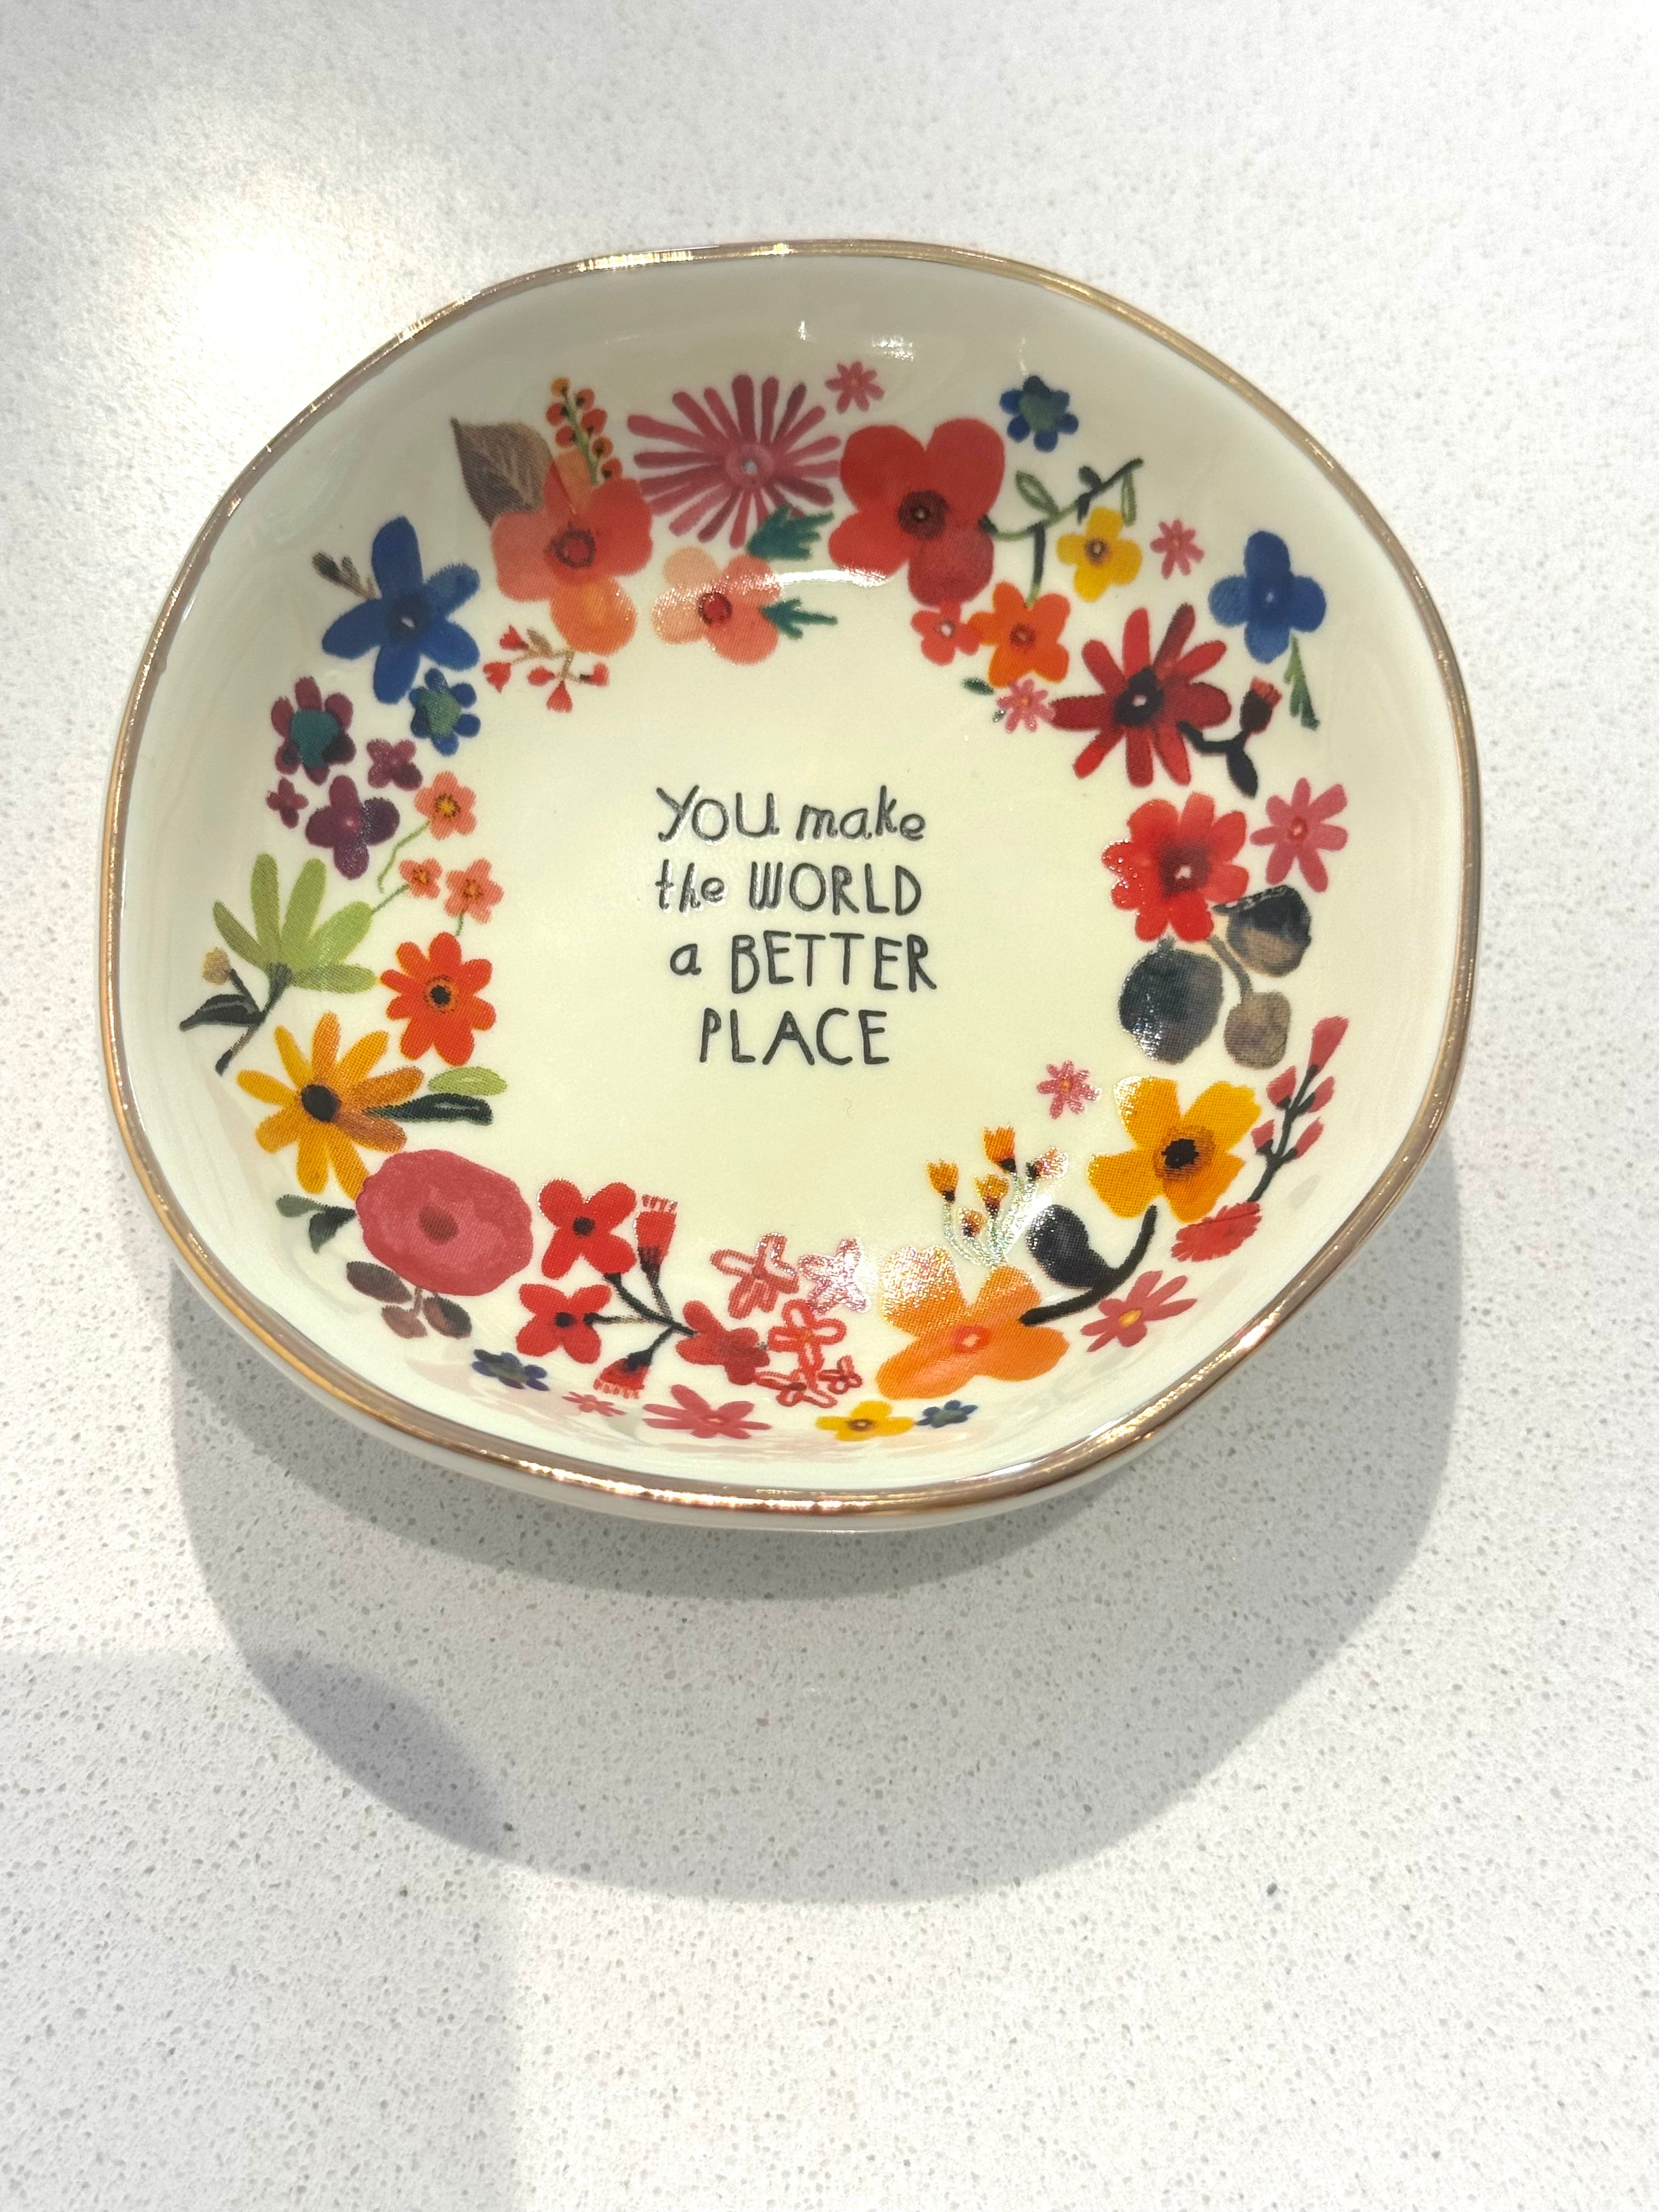 YOU make
the WORLD
a BETTER
PLACE